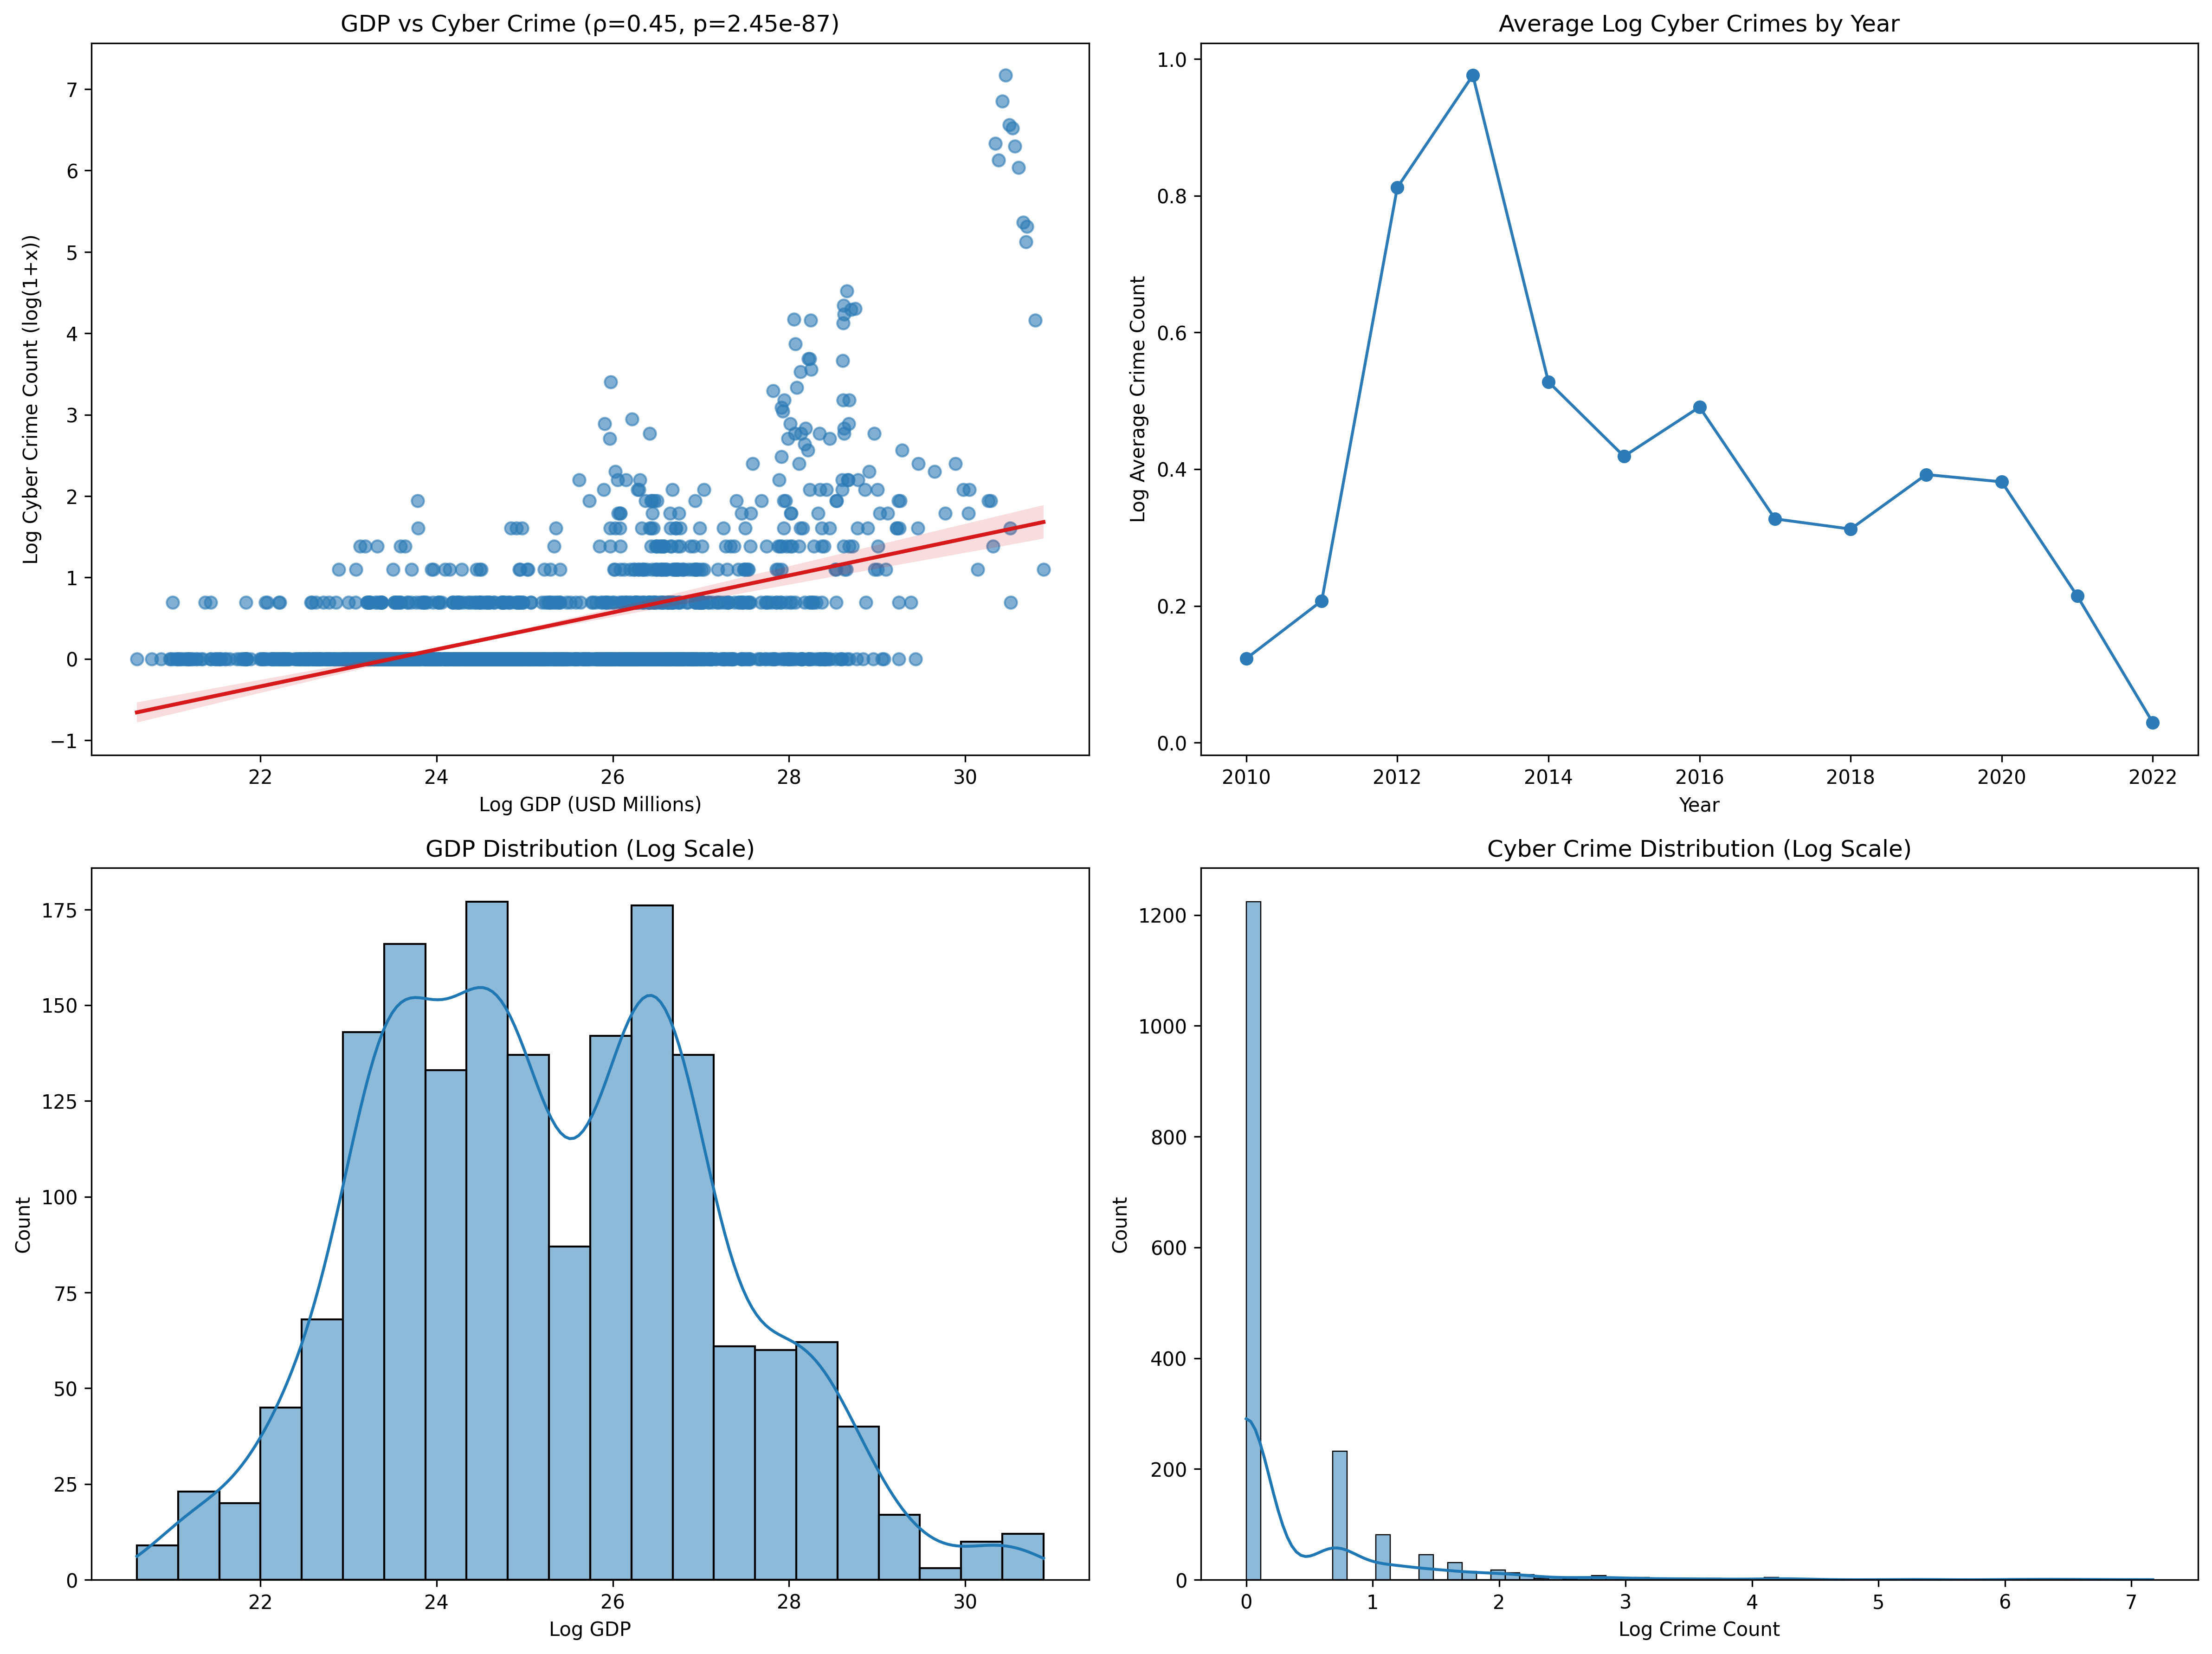 GDP vs Cyber Crime (ρ=0.45, p=2.45e-87)
Log Cyber Crime Count (log(1+x))
7
6
5
4
3
2
1
0
−1
22 24 26 28 30
Log GDP (USD Millions)
Average Log Cyber Crimes by Year
Log Average Crime Count
1.0
0.8
0.6
0.4
0.2
0.0
2010 2012 2014 2016 2018 2020 2022
Year
GDP Distribution (Log Scale)
Count
175
150
125
100
75
50
25
0
22 24 26 28 30
Log GDP
Cyber Crime Distribution (Log Scale)
Count
1200
1000
800
600
400
200
0
0 1 2 3 4 5 6 7
Log Crime Count